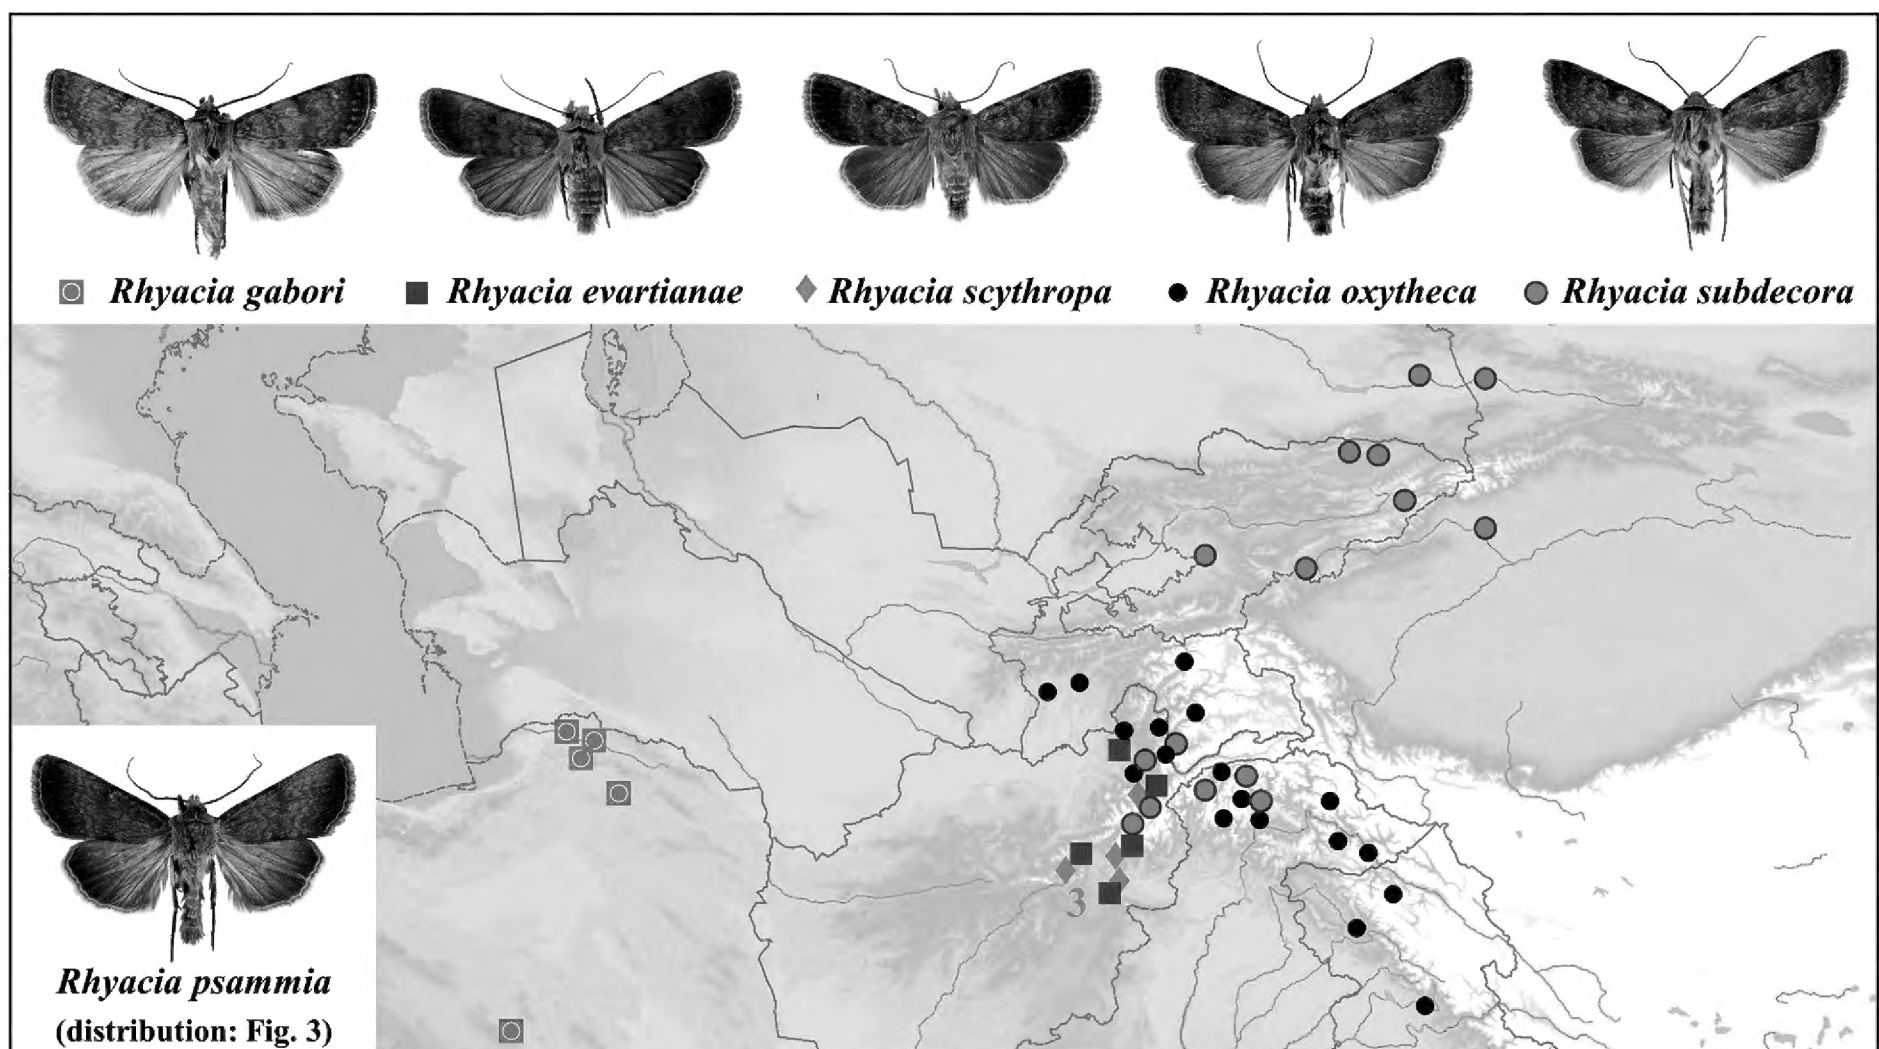 Rhyacia gabori Rhyacia evartianae Rhyacia scythropa Rhyacia oxytheca Rhyacia subdecora
3
Rhyacia psammia
(distribution: Fig. 3)